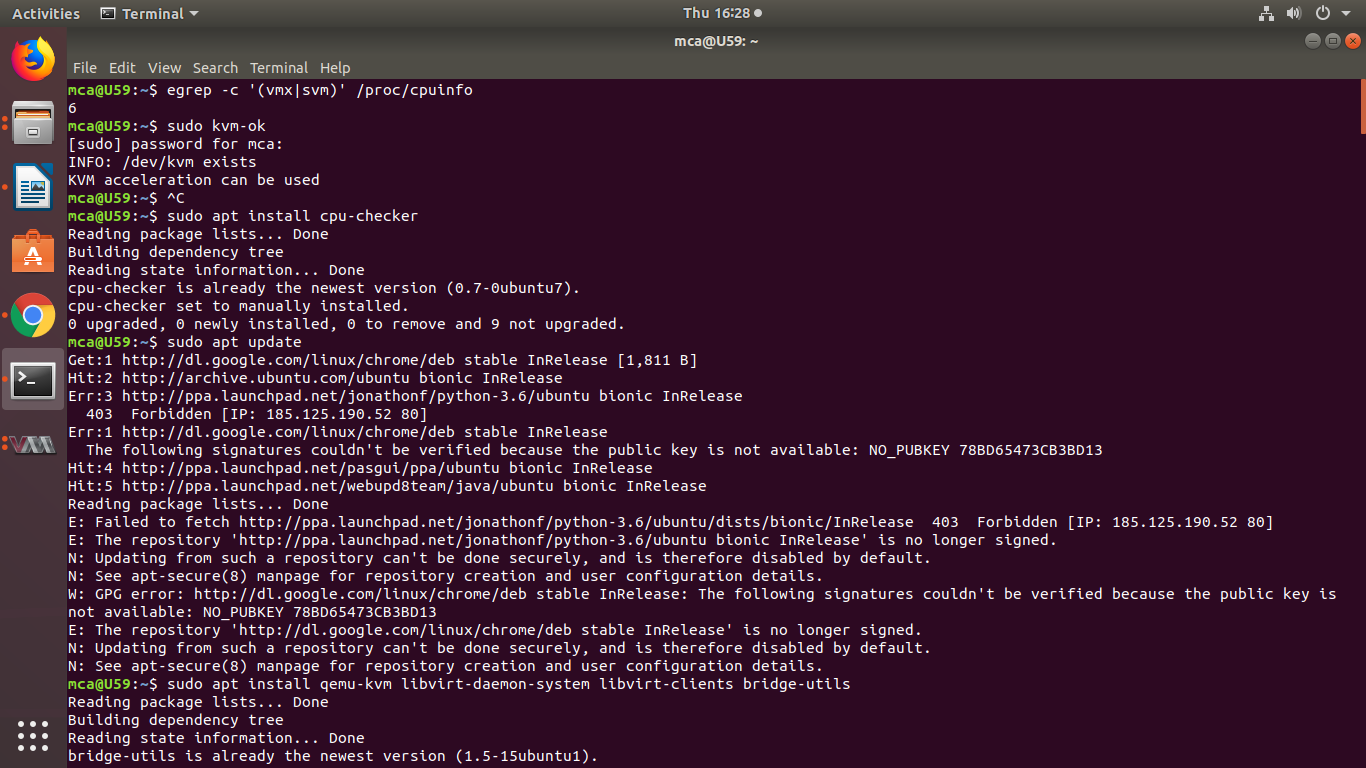 Activities Terminal Thu 16:28
mca@U59: ~
File Edit View Search Terminal Help
mca@U59:~$ egrep -c '(vmx|svm)' /proc/cpuinfo
6
mca@U59:~$ sudo kvm-ok
[sudo] password for mca:
INFO: /dev/kvm exists
KVM acceleration can be used
mca@U59:~$ ^C
mca@U59:~$ sudo apt install cpu-checker
Reading package lists... Done
Building dependency tree
Reading state information... Done
cpu-checker is already the newest version (0.7-0ubuntu7).
cpu-checker set to manually installed.
0 upgraded, 0 newly installed, 0 to remove and 9 not upgraded.
mca@U59:~$ sudo apt update
Get:1 http://dl.google.com/linux/chrome/deb stable InRelease [1,811 B]
Hit:2 http://archive.ubuntu.com/ubuntu bionic InRelease
Err:3 http://ppa.launchpad.net/jonathonf/python-3.6/ubuntu bionic InRelease
  403  Forbidden [IP: 185.125.190.52 80]
Err:1 http://dl.google.com/linux/chrome/deb stable InRelease
  The following signatures couldn't be verified because the public key is not available: NO_PUBKEY 78BD65473CB3BD13
Hit:4 http://ppa.launchpad.net/pasgui/ppa/ubuntu bionic InRelease
Hit:5 http://ppa.launchpad.net/webupd8team/java/ubuntu bionic InRelease
Reading package lists... Done
E: Failed to fetch http://ppa.launchpad.net/jonathonf/python-3.6/ubuntu/dists/bionic/InRelease  403  Forbidden [IP: 185.125.190.52 80]
E: The repository 'http://ppa.launchpad.net/jonathonf/python-3.6/ubuntu bionic InRelease' is no longer signed.
N: Updating from such a repository can't be done securely, and is therefore disabled by default.
N: See apt-secure(8) manpage for repository creation and user configuration details.
W: GPG error: http://dl.google.com/linux/chrome/deb stable InRelease: The following signatures couldn't be verified because the public key is
not available: NO_PUBKEY 78BD65473CB3BD13
E: The repository 'http://dl.google.com/linux/chrome/deb stable InRelease' is no longer signed.
N: Updating from such a repository can't be done securely, and is therefore disabled by default.
N: See apt-secure(8) manpage for repository creation and user configuration details.
mca@U59:~$ sudo apt install qemu-kvm libvirt-daemon-system libvirt-clients bridge-utils
Reading package lists... Done
Building dependency tree
Reading state information... Done
bridge-utils is already the newest version (1.5-15ubuntu1).